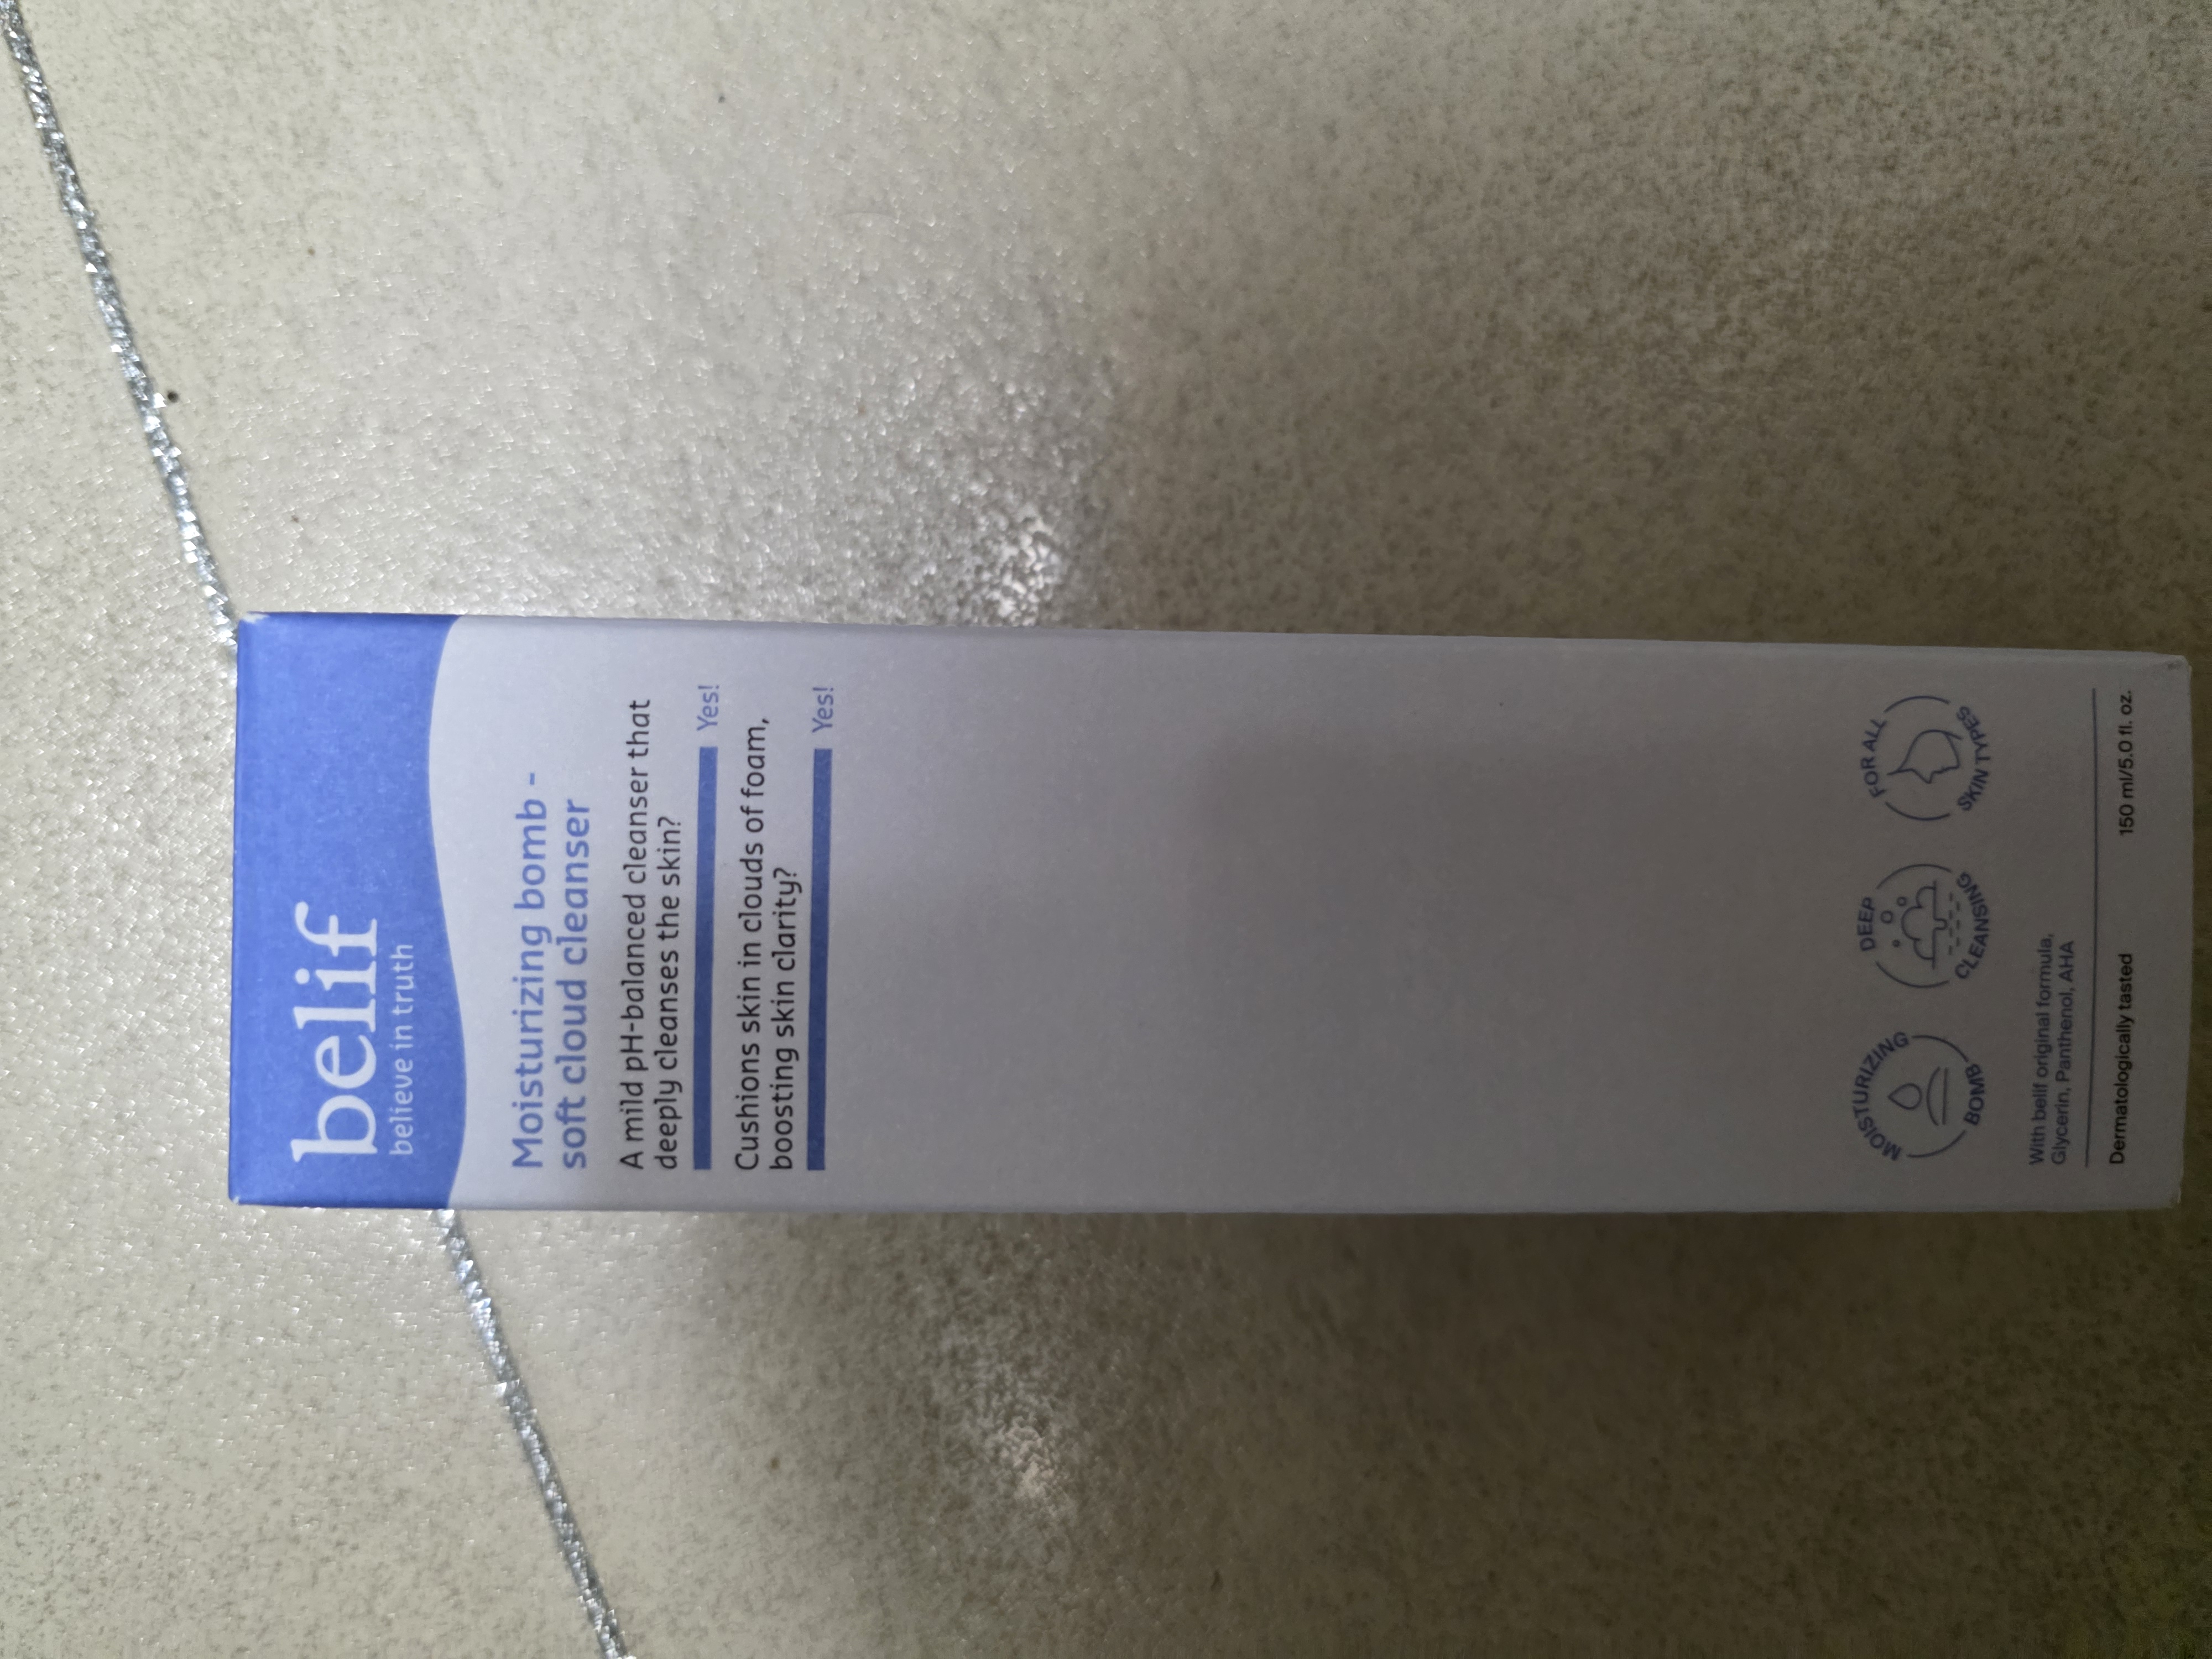 belif
believe in truth
Moisturizing bomb -
soft cloud cleanser
A mild pH-balanced cleanser that
deeply cleanses the skin?
Yes!
Cushions skin in clouds of foam,
boosting skin clarity?
Yes!
MOISTURIZING
BOMB
DEEP
CLEANSING
FOR ALL
SKIN TYPES
With belif original formula,
Glycerin, Panthenol, AHA
Dermatologically tasted 150 ml/5.0 fl. oz.